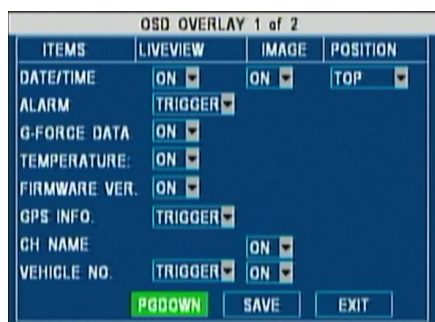 OSD OVERLAY 1 of 2
ITEMS LIVEVIEW IMAGE POSITION
DATE/TIME ON ON TOP
ALARM TRIGGER
G-FORCE DATA ON
TEMPERATURE: ON
FIRMWARE VER. ON
GPS INFO. TRIGGER
CH NAME ON
VEHICLE NO. TRIGGER ON
PGDOWN SAVE EXIT